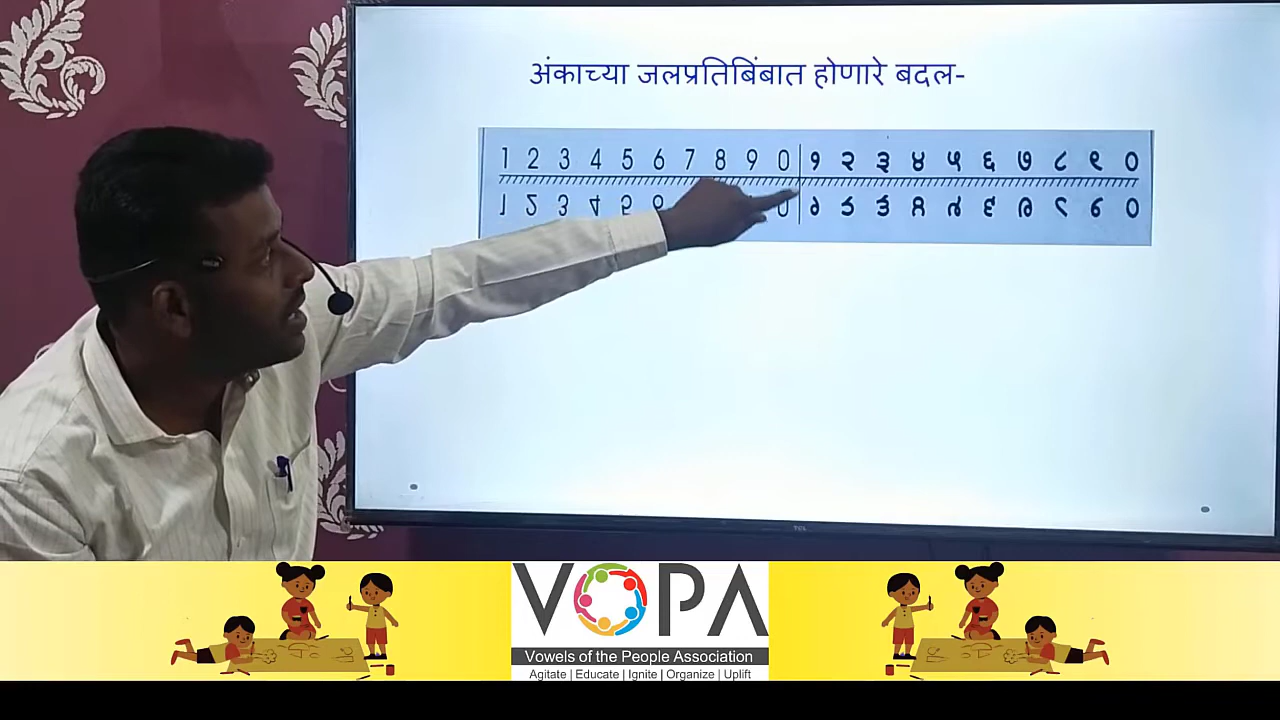 अंकाच्या जलप्रतिबिंबात होणारे बदल-
1 2 3 4 5 6 7 8 9 0 १ २ ३ ४ ५ ६ ७ ८ ९ ०
VOPA
Vowels of the People Association
Agitate | Educate | Ignite | Organize | Uplift